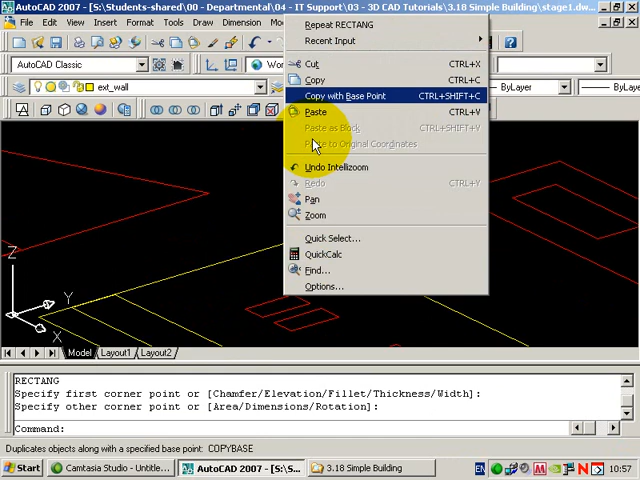 AutoCAD 2007 - [S:\Students-shared\00 - Departmental\04 - IT Support\03 - 3D CAD Tutorials\3.18 Simple Building\stage1.dw...
File Edit View Insert Format Tools Draw Dimension
AutoCAD Classic
ext_wall
ByLayer
ByLayer
Repeat RECTANG
Recent Input
Cut CTRL+X
Copy CTRL+C
Copy with Base Point CTRL+SHIFT+C
Paste CTRL+V
Paste as Block CTRL+SHIFT+V
Paste to Original Coordinates
Undo Intellizoom
Redo CTRL+Y
Pan
Zoom
Quick Select...
QuickCalc
Find...
Options...
Z
Y
X
Model Layout1 Layout2
RECTANG
Specify first corner point or [Chamfer/Elevation/Fillet/Thickness/Width]:
Specify other corner point or [Area/Dimensions/Rotation]:
Command:
Duplicates objects along with a specified base point: COPYBASE
Start Camtasia Studio - Untitle... AutoCAD 2007 - [S:\S... 3.18 Simple Building EN 10:57